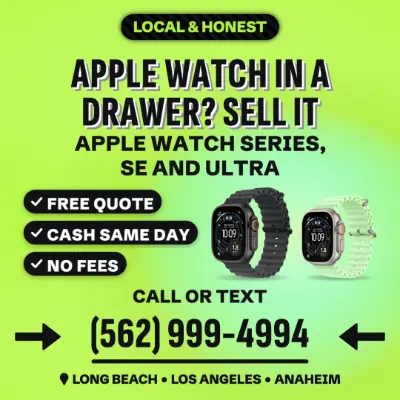 LOCAL & HONEST
APPLE WATCH IN A
DRAWER? SELL IT
APPLE WATCH SERIES,
SE AND ULTRA
✓ FREE QUOTE
✓ CASH SAME DAY
✓ NO FEES
CALL OR TEXT
(562) 999-4994
LONG BEACH • LOS ANGELES • ANAHEIM